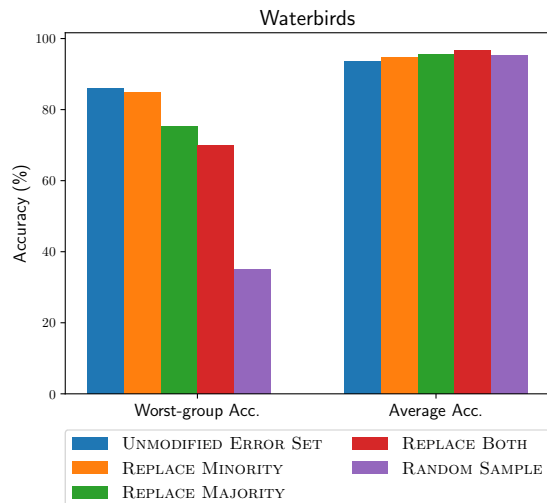 Waterbirds
Accuracy (%)
100
80
60
40
20
0
Worst-group Acc.
Average Acc.
Unmodified Error Set
Replace Minority
Replace Majority
Replace Both
Random Sample